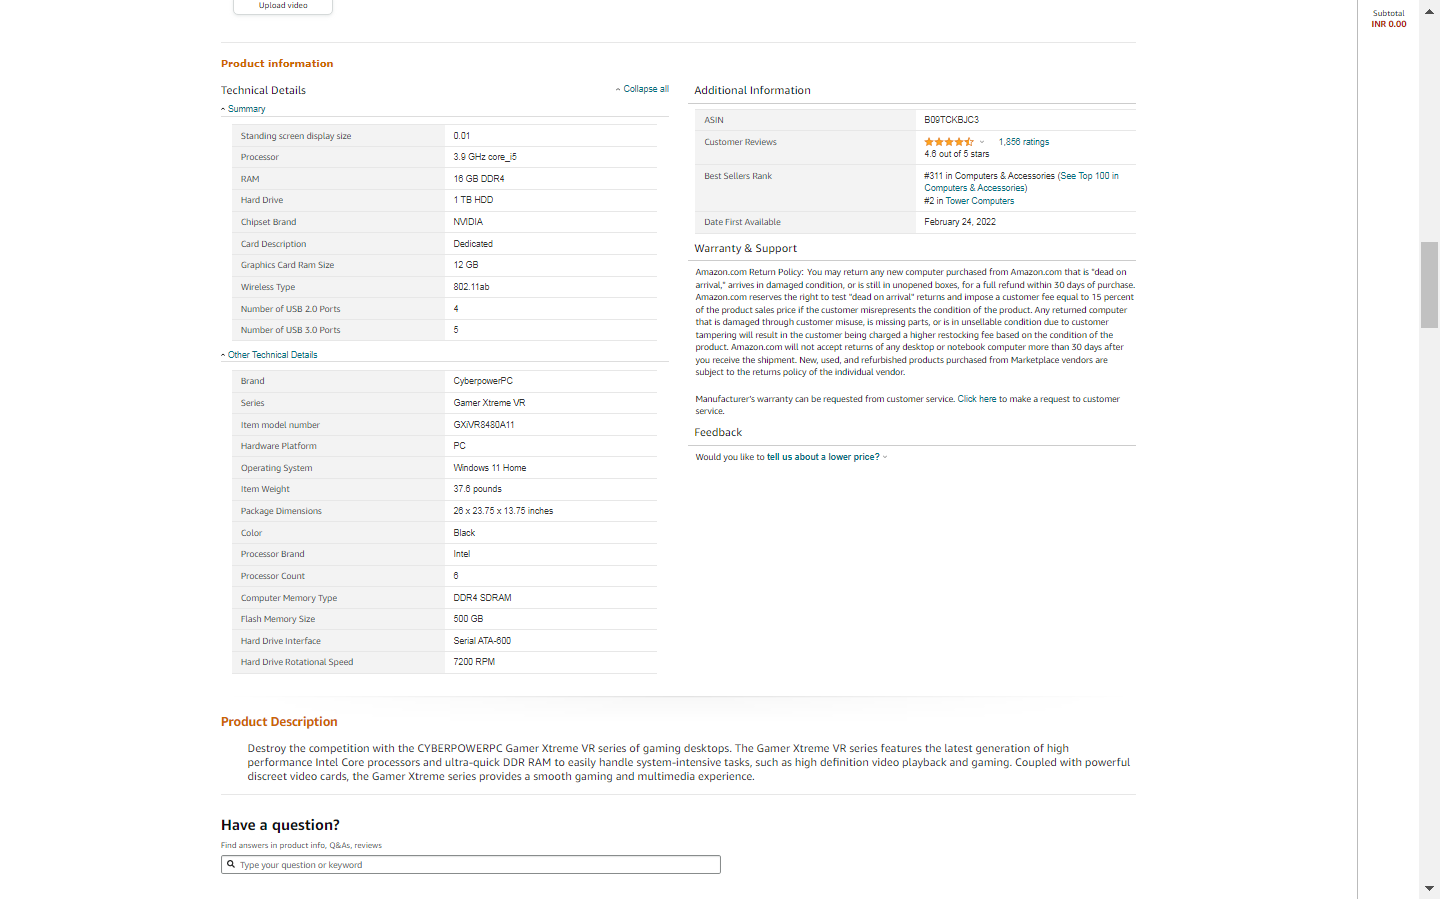 Upload video
Subtotal
INR 0.00
Product information
Technical Details
Collapse all
Summary
Standing screen display size 0.01
Processor 3.9 GHz core_i5
RAM 16 GB DDR4
Hard Drive 1 TB HDD
Chipset Brand NVIDIA
Card Description Dedicated
Graphics Card Ram Size 12 GB
Wireless Type 802.11ab
Number of USB 2.0 Ports 4
Number of USB 3.0 Ports 5
Other Technical Details
Brand CyberpowerPC
Series Gamer Xtreme VR
Item model number GXiVR8480A11
Hardware Platform PC
Operating System Windows 11 Home
Item Weight 37.6 pounds
Package Dimensions 26 x 23.75 x 13.75 inches
Color Black
Processor Brand Intel
Processor Count 6
Computer Memory Type DDR4 SDRAM
Flash Memory Size 500 GB
Hard Drive Interface Serial ATA-600
Hard Drive Rotational Speed 7200 RPM
Additional Information
ASIN B09TCKBJC3
Customer Reviews 1,856 ratings
4.6 out of 5 stars
Best Sellers Rank #311 in Computers & Accessories (See Top 100 in
Computers & Accessories)
#2 in Tower Computers
Date First Available February 24, 2022
Warranty & Support
Amazon.com Return Policy: You may return any new computer purchased from Amazon.com that is "dead on
arrival," arrives in damaged condition, or is still in unopened boxes, for a full refund within 30 days of purchase.
Amazon.com reserves the right to test "dead on arrival" returns and impose a customer fee equal to 15 percent
of the product sales price if the customer misrepresents the condition of the product. Any returned computer
that is damaged through customer misuse, is missing parts, or is in unsellable condition due to customer
tampering will result in the customer being charged a higher restocking fee based on the condition of the
product. Amazon.com will not accept returns of any desktop or notebook computer more than 30 days after
you receive the shipment. New, used, and refurbished products purchased from Marketplace vendors are
subject to the returns policy of the individual vendor.
Manufacturer's warranty can be requested from customer service. Click here to make a request to customer
service.
Feedback
Would you like to tell us about a lower price?
Product Description
Destroy the competition with the CYBERPOWERPC Gamer Xtreme VR series of gaming desktops. The Gamer Xtreme VR series features the latest generation of high
performance Intel Core processors and ultra-quick DDR RAM to easily handle system-intensive tasks, such as high definition video playback and gaming. Coupled with powerful
discreet video cards, the Gamer Xtreme series provides a smooth gaming and multimedia experience.
Have a question?
Find answers in product info, Q&As, reviews
Type your question or keyword